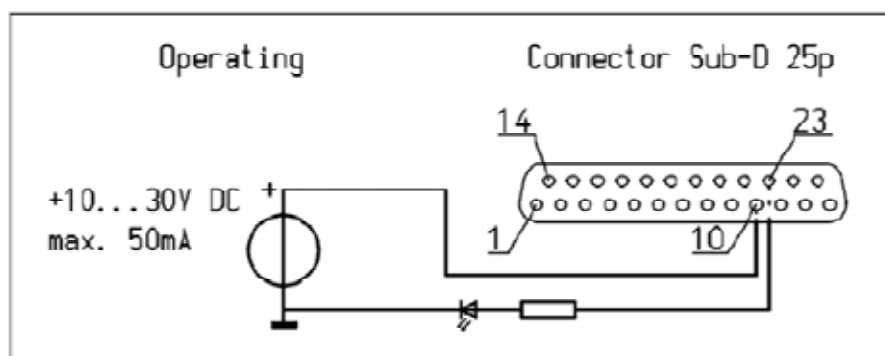 Operating
Connector Sub-D 25p
14
23
+10...30V DC
+
max. 50mA
1
10